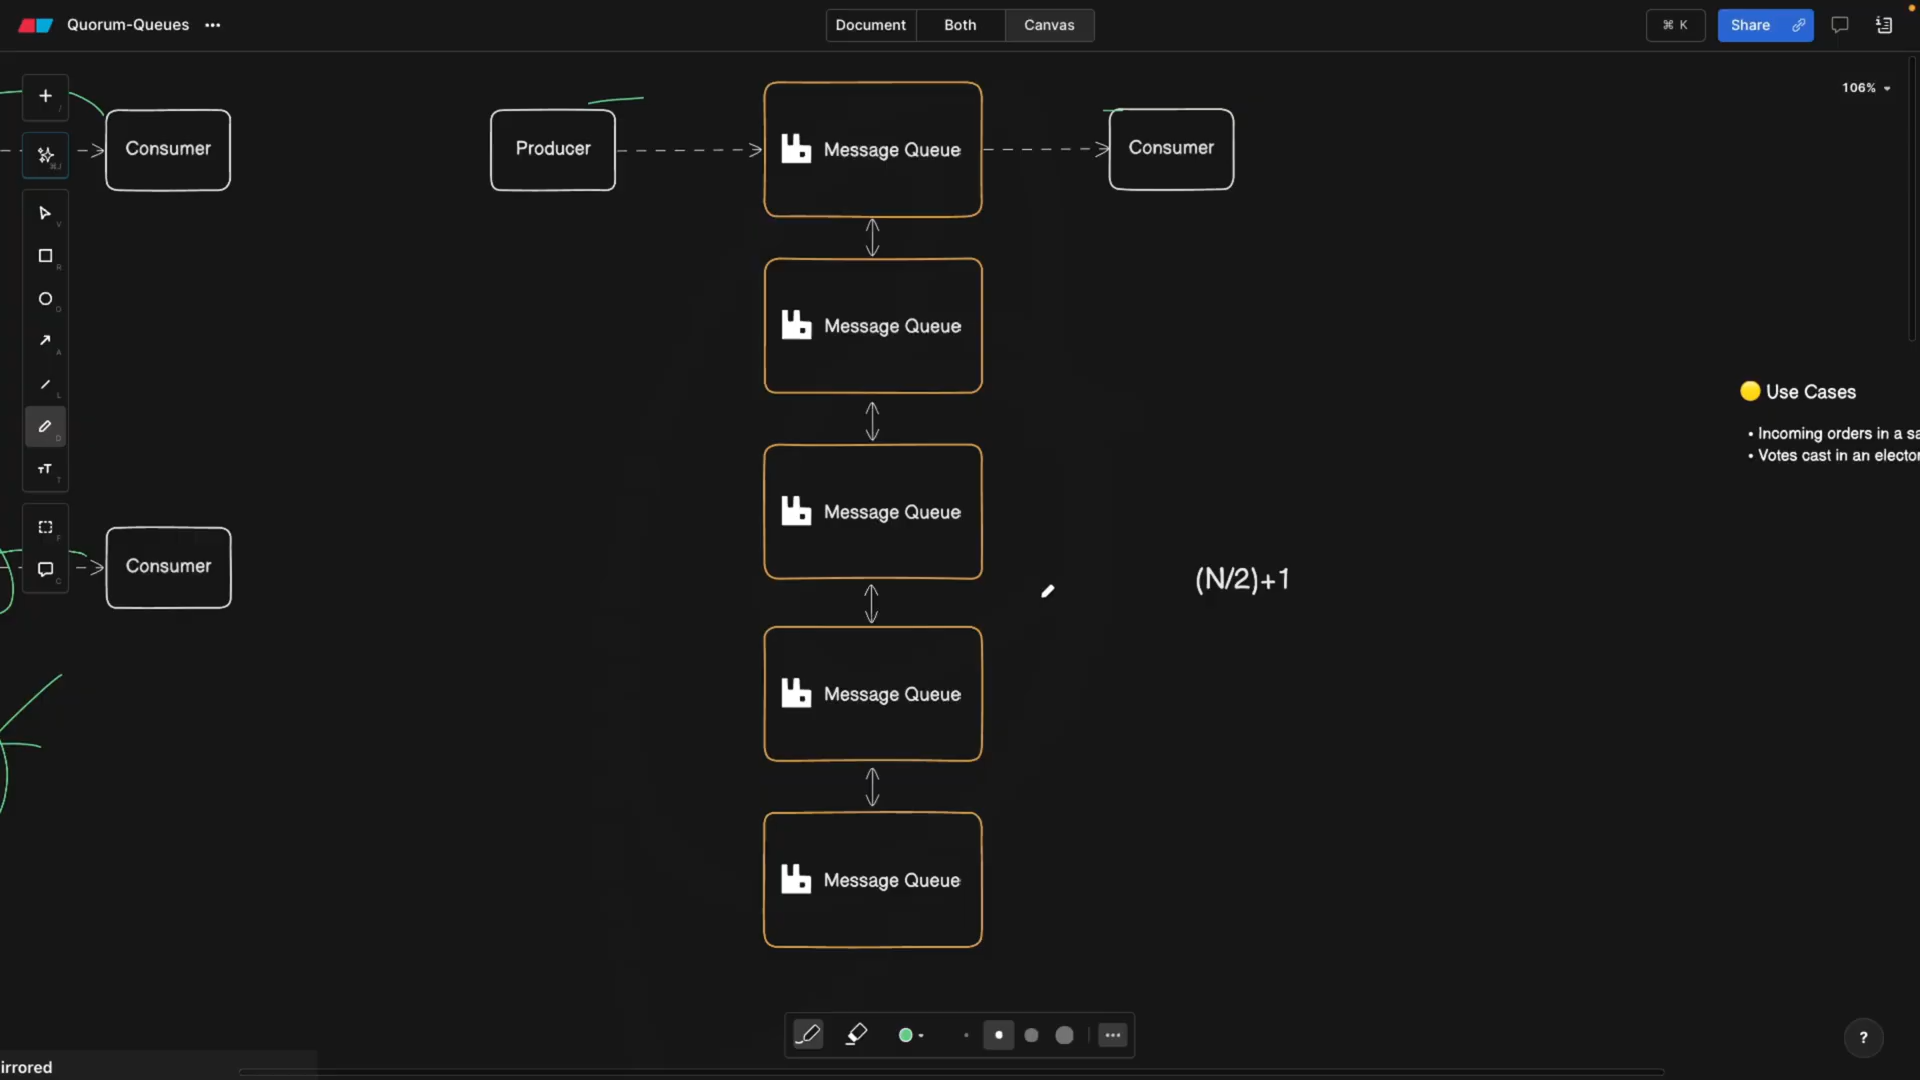 Quorum-Queues
Document
Both
Canvas
⌘ K
Share
106%
/
Consumer
Producer
Message Queue
Consumer
⌘J
V
R
O
A
L
D
T
F
C
Message Queue
Use Cases
• Incoming orders in a sa
• Votes cast in an elector
Message Queue
Consumer
(N/2)+1
Message Queue
Message Queue
irrored
?